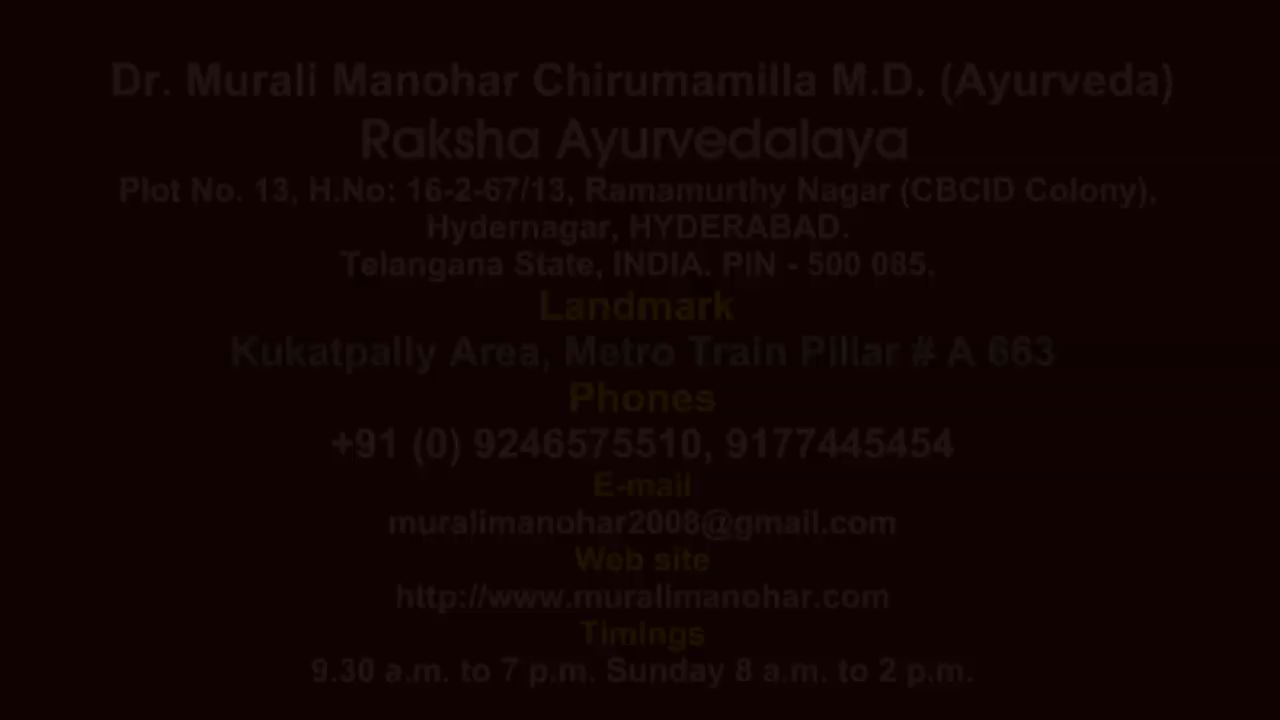 Dr. Murali Manohar Chirumamilla M.D. (Ayurveda)
Raksha Ayurvedalaya
Plot No. 13, H.No: 16-2-67/13, Ramamurthy Nagar (CBCID Colony),
Hydernagar, HYDERABAD.
Telangana State, INDIA. PIN - 500 085.
Landmark
Kukatpally Area, Metro Train Pillar # A 663
Phones
+91 (0) 9246575510, 9177445454
E-mail
muralimanohar2008@gmail.com
Web site
http://www.muralimanohar.com
Timings
9.30 a.m. to 7 p.m. Sunday 8 a.m. to 2 p.m.